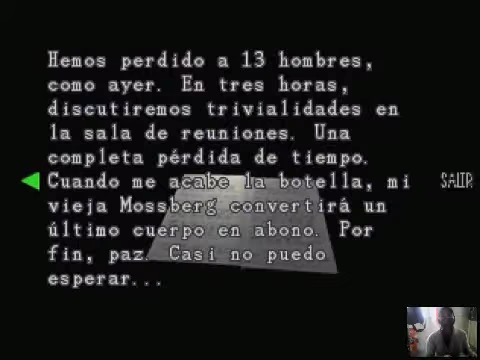 Hemos perdido a 13 hombres,
como ayer. En tres horas,
discutiremos trivialidades en
la sala de reuniones. Una
completa pérdida de tiempo.
Cuando me acabe la botella, mi
vieja Mossberg convertirá un
último cuerpo en abono. Por
fin, paz. Casi no puedo
esperar...
SALIR